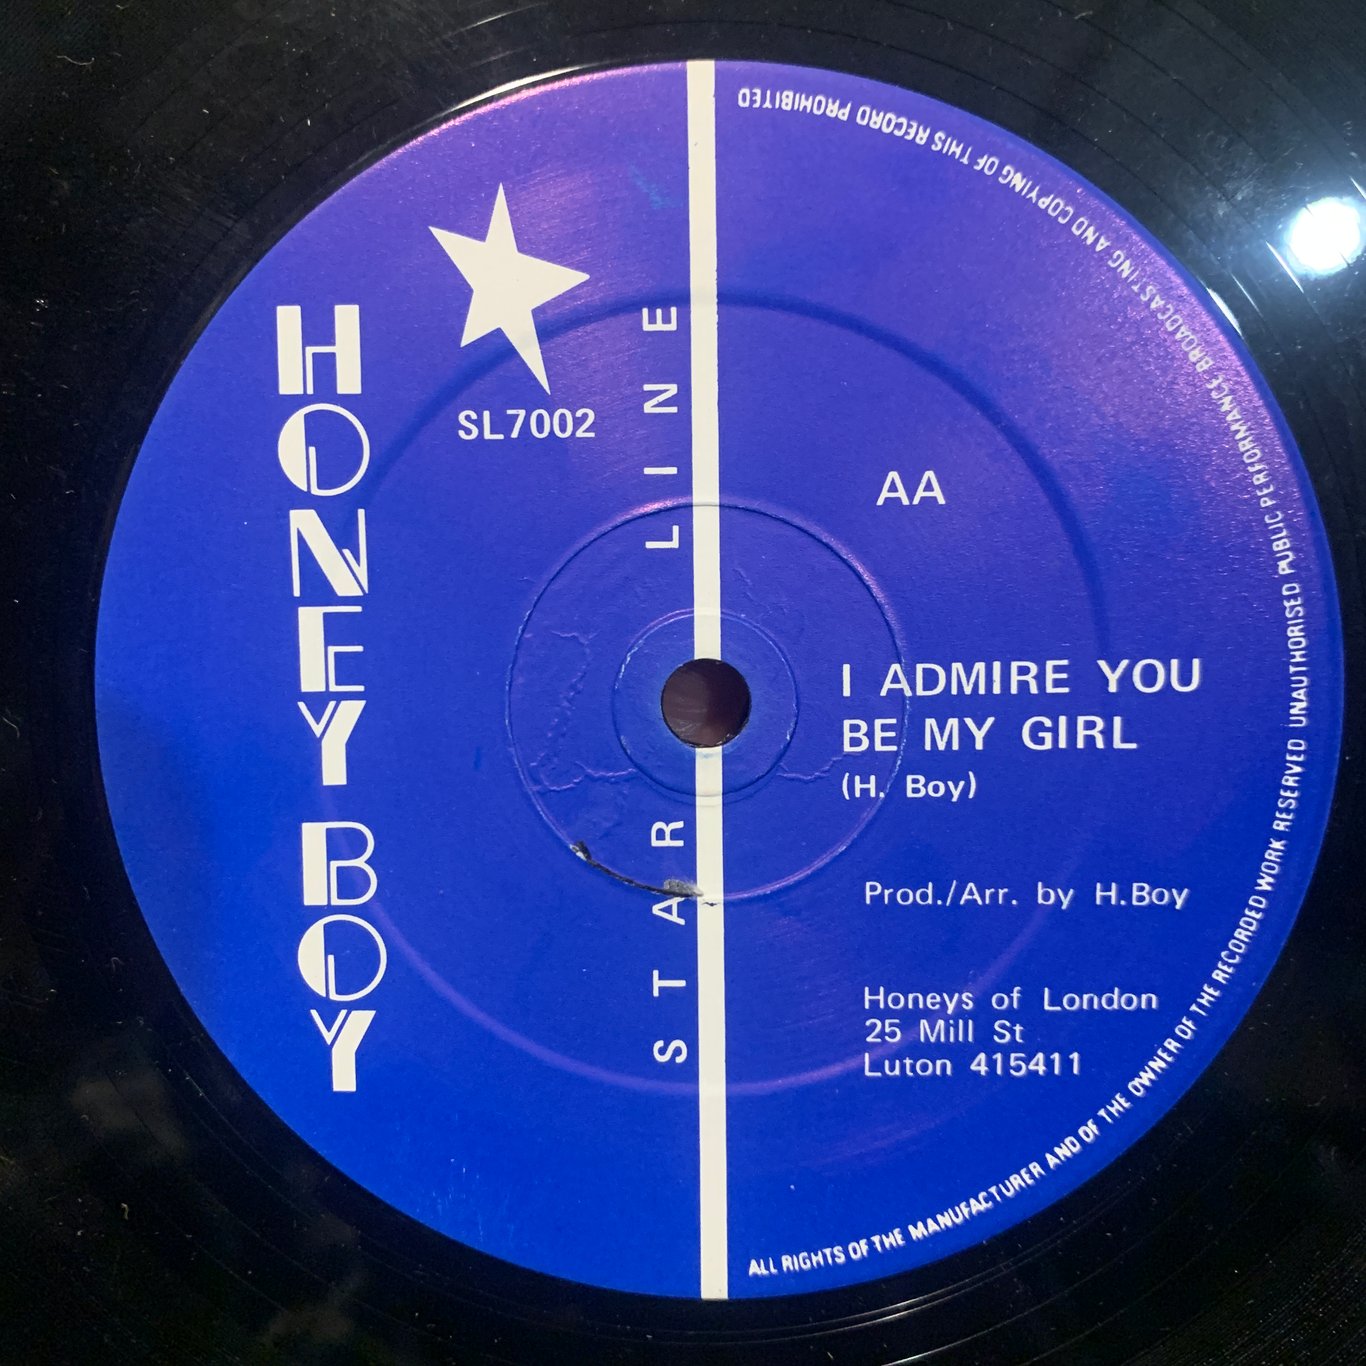 HONEY BOY
SL7002
STAR LINE
AA
I ADMIRE YOU
BE MY GIRL
(H. Boy)
Prod./Arr. by H.Boy
Honeys of London
25 Mill St
Luton 415411
ALL RIGHTS OF THE MANUFACTURER AND OF THE OWNER OF THE RECORDED WORK RESERVED UNAUTHORISED PUBLIC PERFORMANCE BROADCASTING AND COPYING OF THIS RECORD PROHIBITED